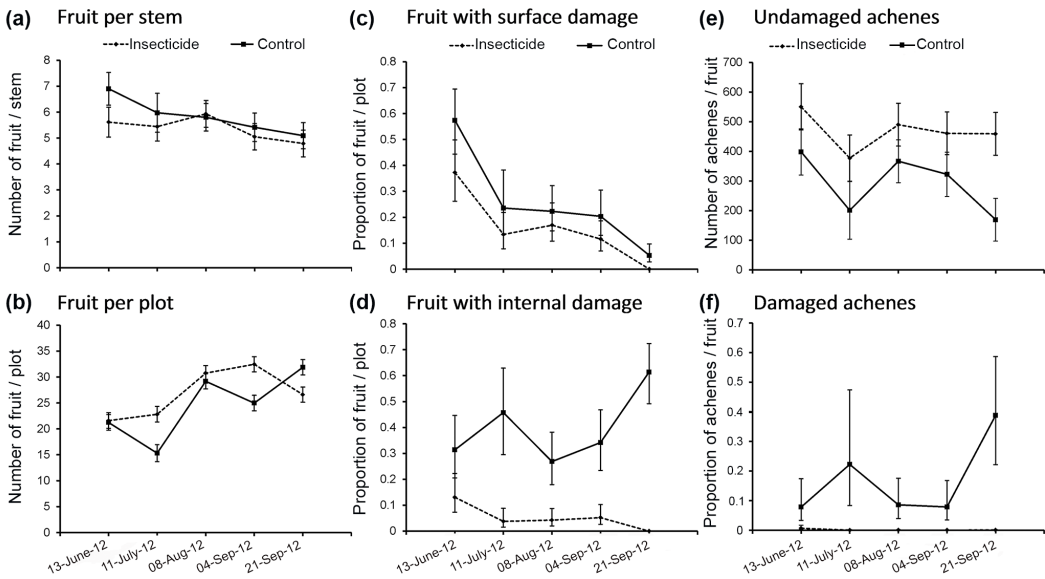 (a) Fruit per stem
Insecticide Control
Number of fruit / stem
8
7
6
5
4
3
2
1
0
(b) Fruit per plot
Number of fruit / plot
40
35
30
25
20
15
10
5
0
13-June-12
11-July-12
08-Aug-12
04-Sep-12
21-Sep-12
(c) Fruit with surface damage
Insecticide Control
Proportion of fruit / plot
0.8
0.7
0.6
0.5
0.4
0.3
0.2
0.1
0
(d) Fruit with internal damage
Proportion of fruit / plot
0.8
0.7
0.6
0.5
0.4
0.3
0.2
0.1
0
13-June-12
11-July-12
08-Aug-12
04-Sep-12
21-Sep-12
(e) Undamaged achenes
Insecticide Control
Number of achenes / fruit
700
600
500
400
300
200
100
0
(f) Damaged achenes
Proportion of achenes / fruit
0.7
0.6
0.5
0.4
0.3
0.2
0.1
0
13-June-12
11-July-12
08-Aug-12
04-Sep-12
21-Sep-12